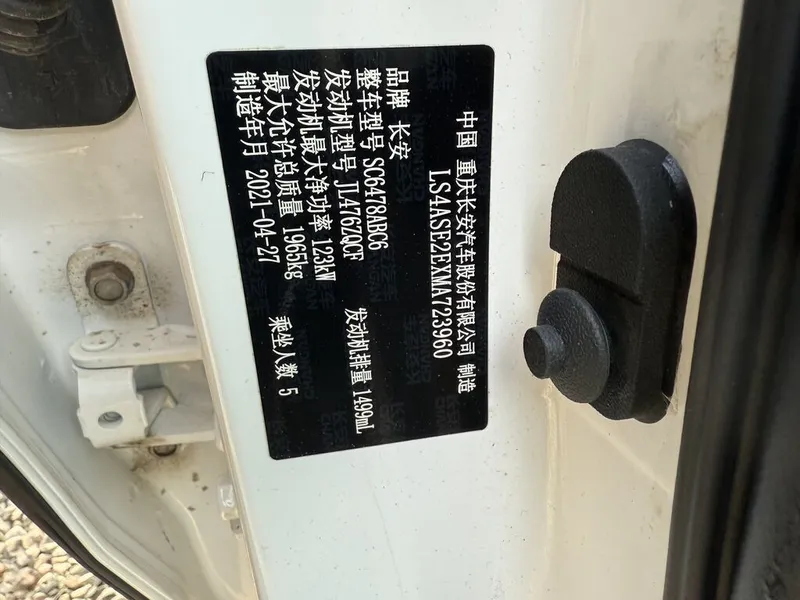 中国 重庆长安汽车股份有限公司 制造
LS4ASE2EXMA723960
品牌 长安
整车型号 SC6478ABC6
发动机型号 JL476ZQCF 发动机排量 1499mL
发动机最大净功率 123kW
最大允许总质量 1965kg 乘坐人数 5
制造年月 2021-04-27